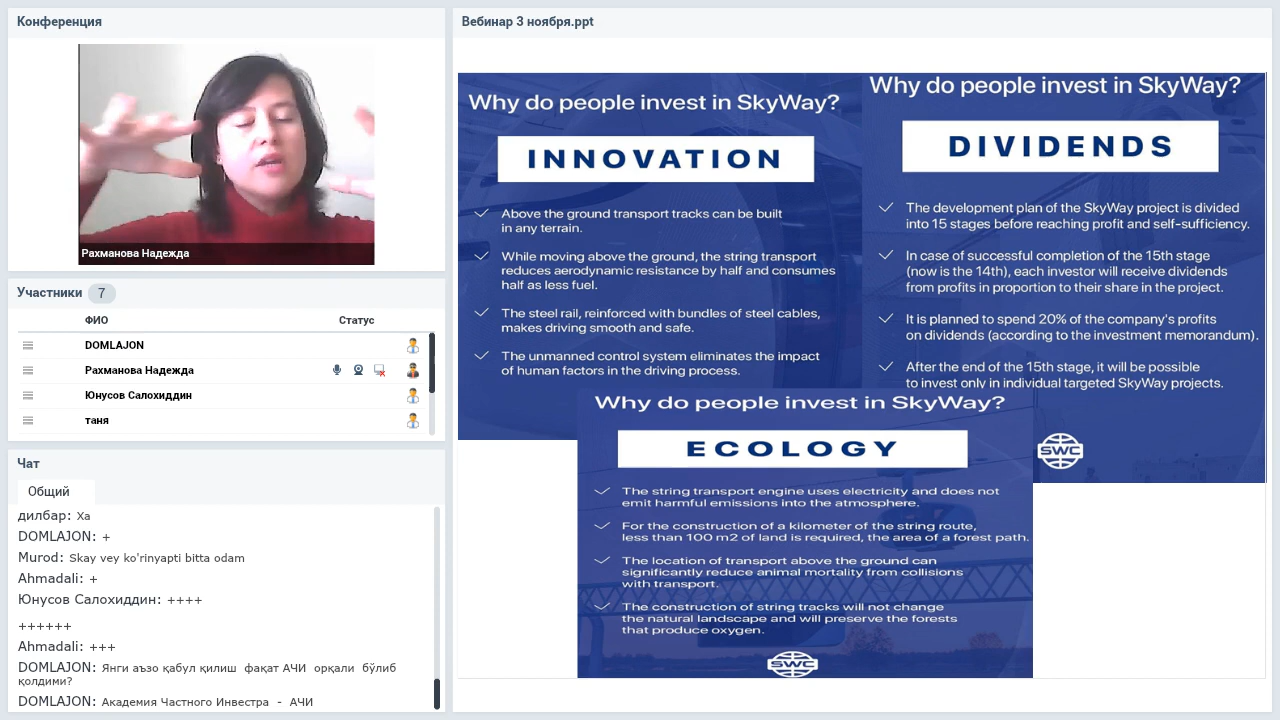 Конференция
Рахманова Надежда
Участники 7
ФИО Статус
DOMLAJON
Рахманова Надежда
Юнусов Салохиддин
таня
Чат
Общий
дилбар: Ха
DOMLAJON: +
Murod: Skay vey ko'rinyapti bitta odam
Ahmadali: +
Юнусов Салохиддин: ++++
++++++
Ahmadali: +++
DOMLAJON: Янги аъзо қабул қилиш фақат АЧИ орқали бўлиб
қолдими?
DOMLAJON: Академия Частного Инвестра - АЧИ
Вебинар 3 ноября.ppt
Why do people invest in SkyWay?
INNOVATION
Above the ground transport tracks can be built
in any terrain.
While moving above the ground, the string transport
reduces aerodynamic resistance by half and consumes
half as less fuel.
The steel rail, reinforced with bundles of steel cables,
makes driving smooth and safe.
The unmanned control system eliminates the impact
of human factors in the driving process.
Why do people invest in SkyWay?
DIVIDENDS
The development plan of the SkyWay project is divided
into 15 stages before reaching profit and self-sufficiency.
In case of successful completion of the 15th stage
(now is the 14th), each investor will receive dividends
from profits in proportion to their share in the project.
It is planned to spend 20% of the company's profits
on dividends (according to the investment memorandum).
After the end of the 15th stage, it will be possible
to invest only in individual targeted SkyWay projects.
SWC
Why do people invest in SkyWay?
ECOLOGY
The string transport engine uses electricity and does not
emit harmful emissions into the atmosphere.
For the construction of a kilometer of the string route,
less than 100 m2 of land is required, the area of a forest path.
The location of transport above the ground can
significantly reduce animal mortality from collisions
with transport.
The construction of string tracks will not change
the natural landscape and will preserve the forests
that produce oxygen.
SWC